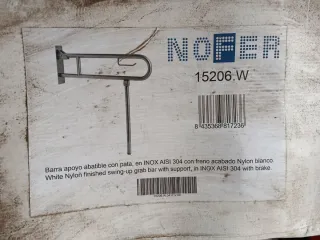 NOFER
15206.W
8435368817236
Barra apoyo abatible con pata, en INOX AISI 304 con freno acabado Nylon blanco
White Nylon finished swing-up grab bar with support, in INOX AISI 304 with brake.